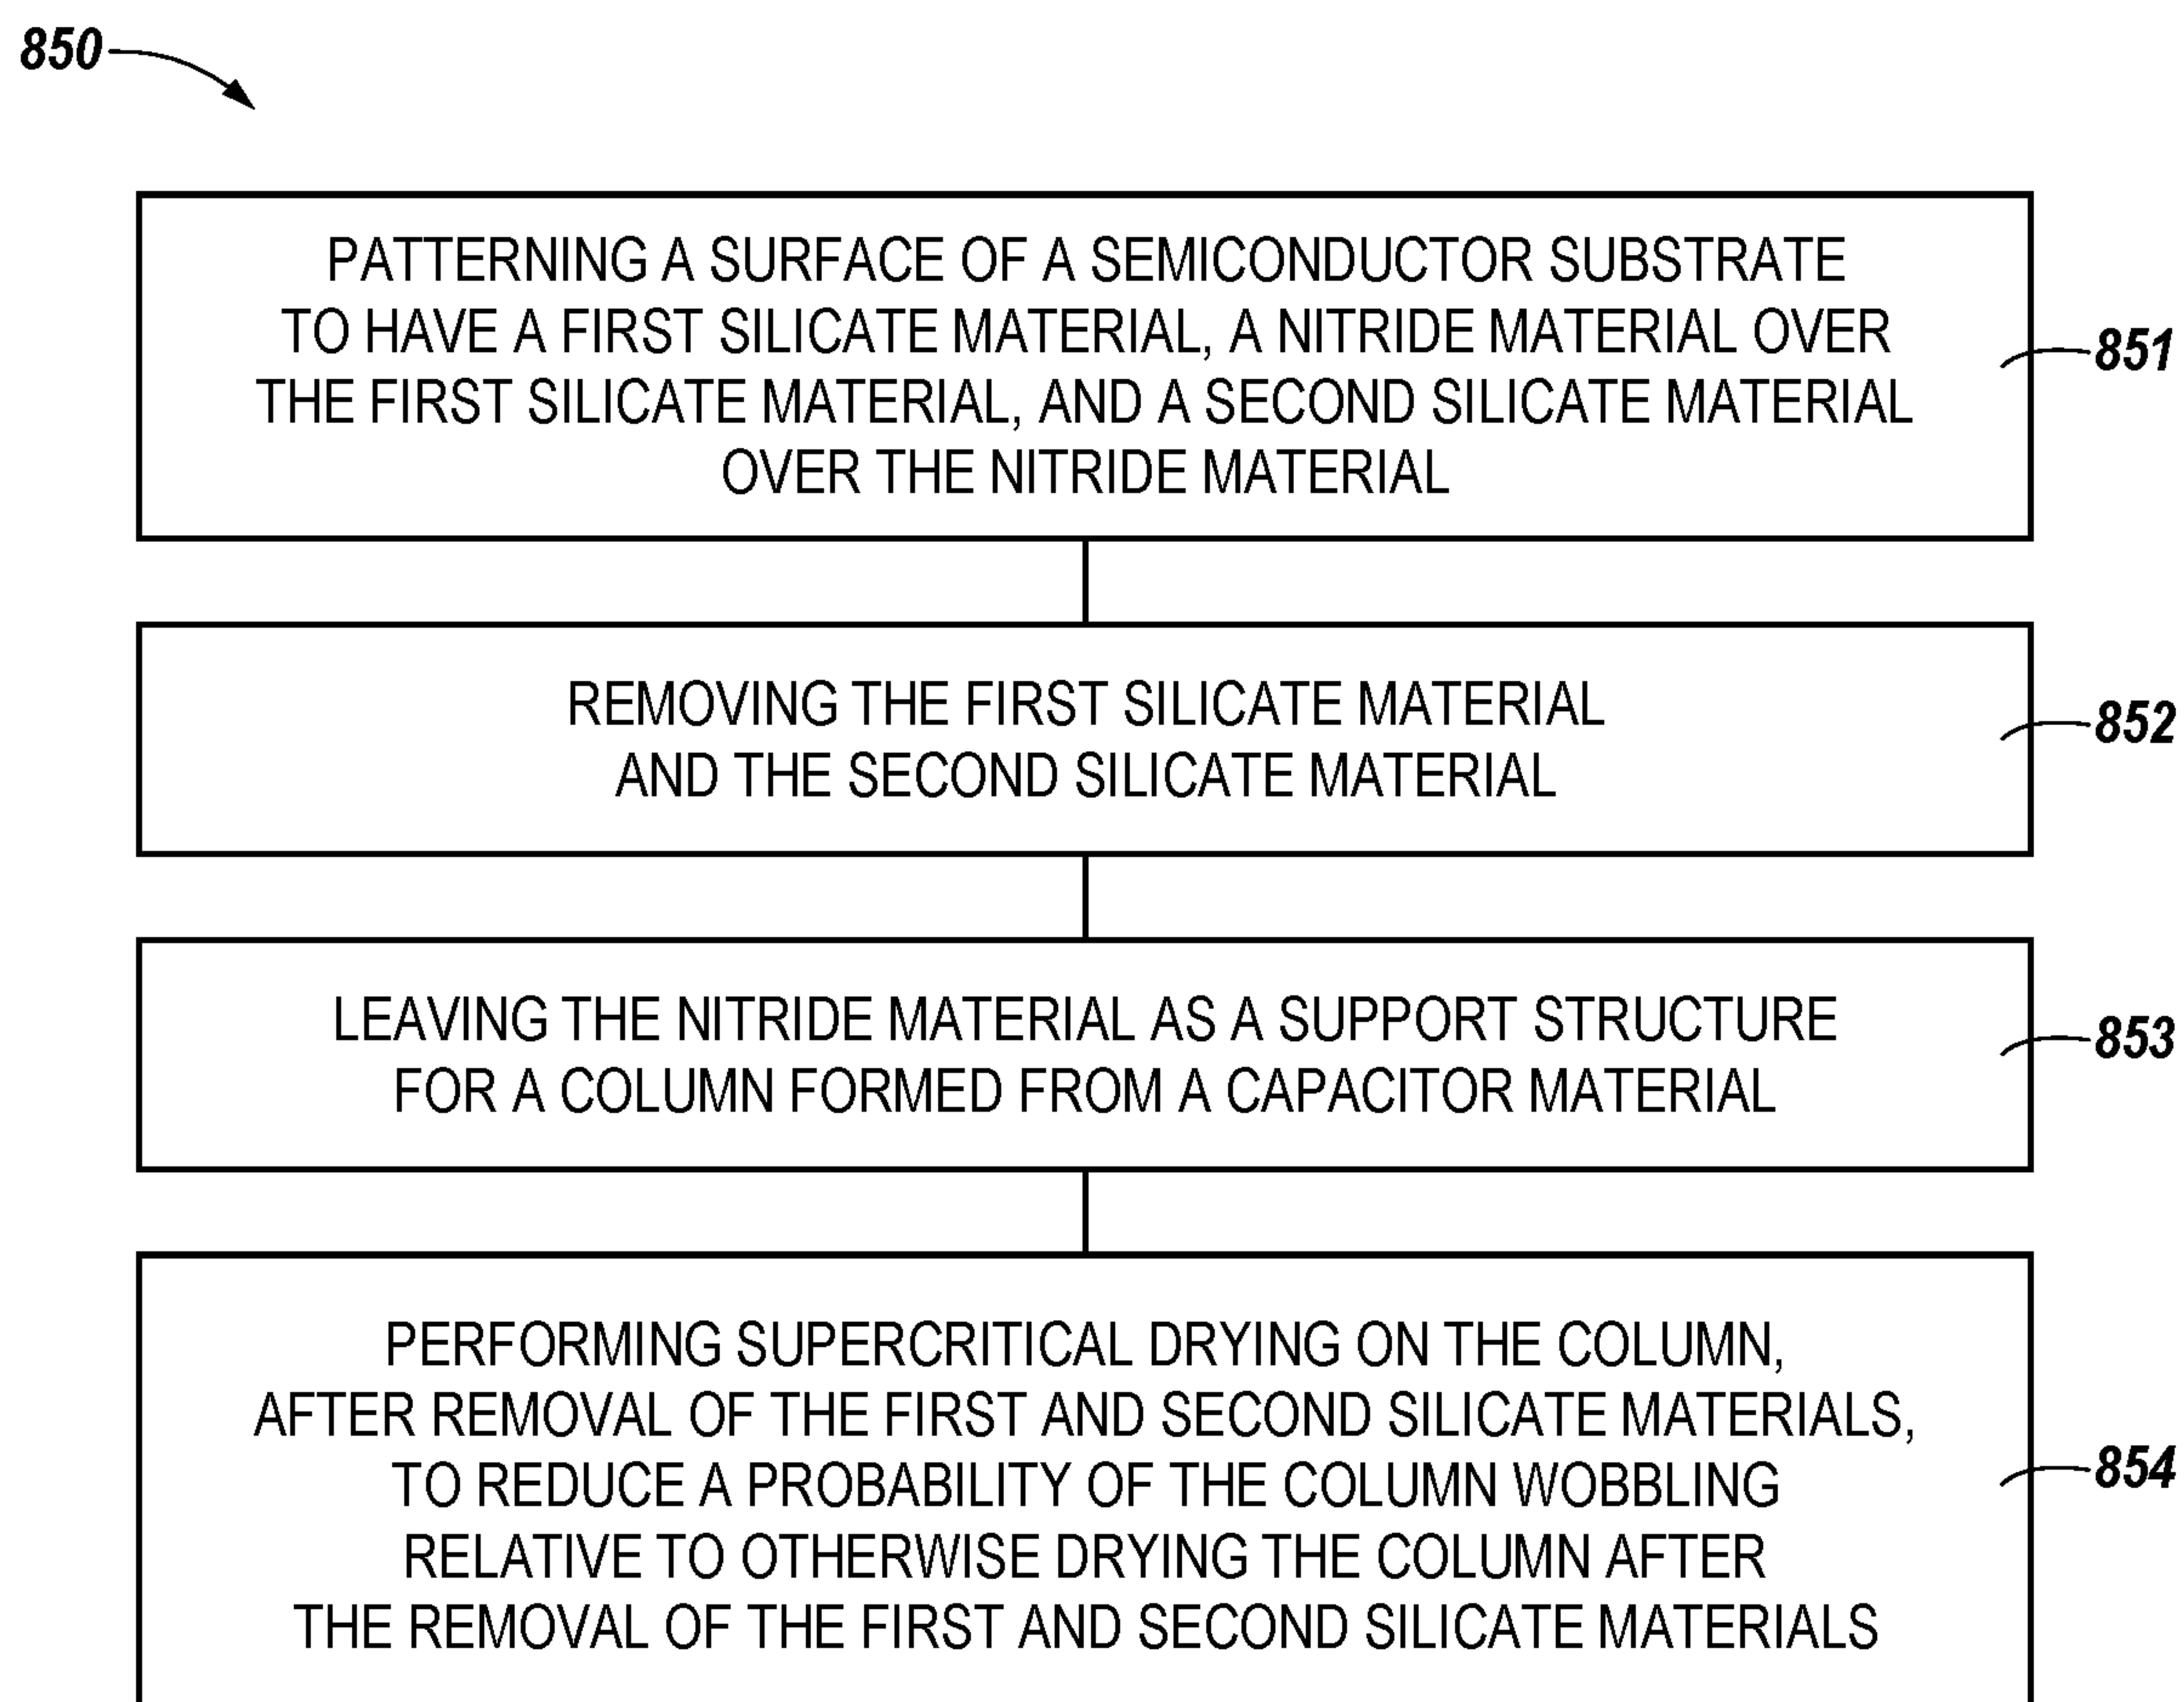 850
PATTERNING A SURFACE OF A SEMICONDUCTOR SUBSTRATE
TO HAVE A FIRST SILICATE MATERIAL, A NITRIDE MATERIAL OVER
THE FIRST SILICATE MATERIAL, AND A SECOND SILICATE MATERIAL
OVER THE NITRIDE MATERIAL
851
REMOVING THE FIRST SILICATE MATERIAL
AND THE SECOND SILICATE MATERIAL
852
LEAVING THE NITRIDE MATERIAL AS A SUPPORT STRUCTURE
FOR A COLUMN FORMED FROM A CAPACITOR MATERIAL
853
PERFORMING SUPERCRITICAL DRYING ON THE COLUMN,
AFTER REMOVAL OF THE FIRST AND SECOND SILICATE MATERIALS,
TO REDUCE A PROBABILITY OF THE COLUMN WOBBLING
RELATIVE TO OTHERWISE DRYING THE COLUMN AFTER
THE REMOVAL OF THE FIRST AND SECOND SILICATE MATERIALS
854